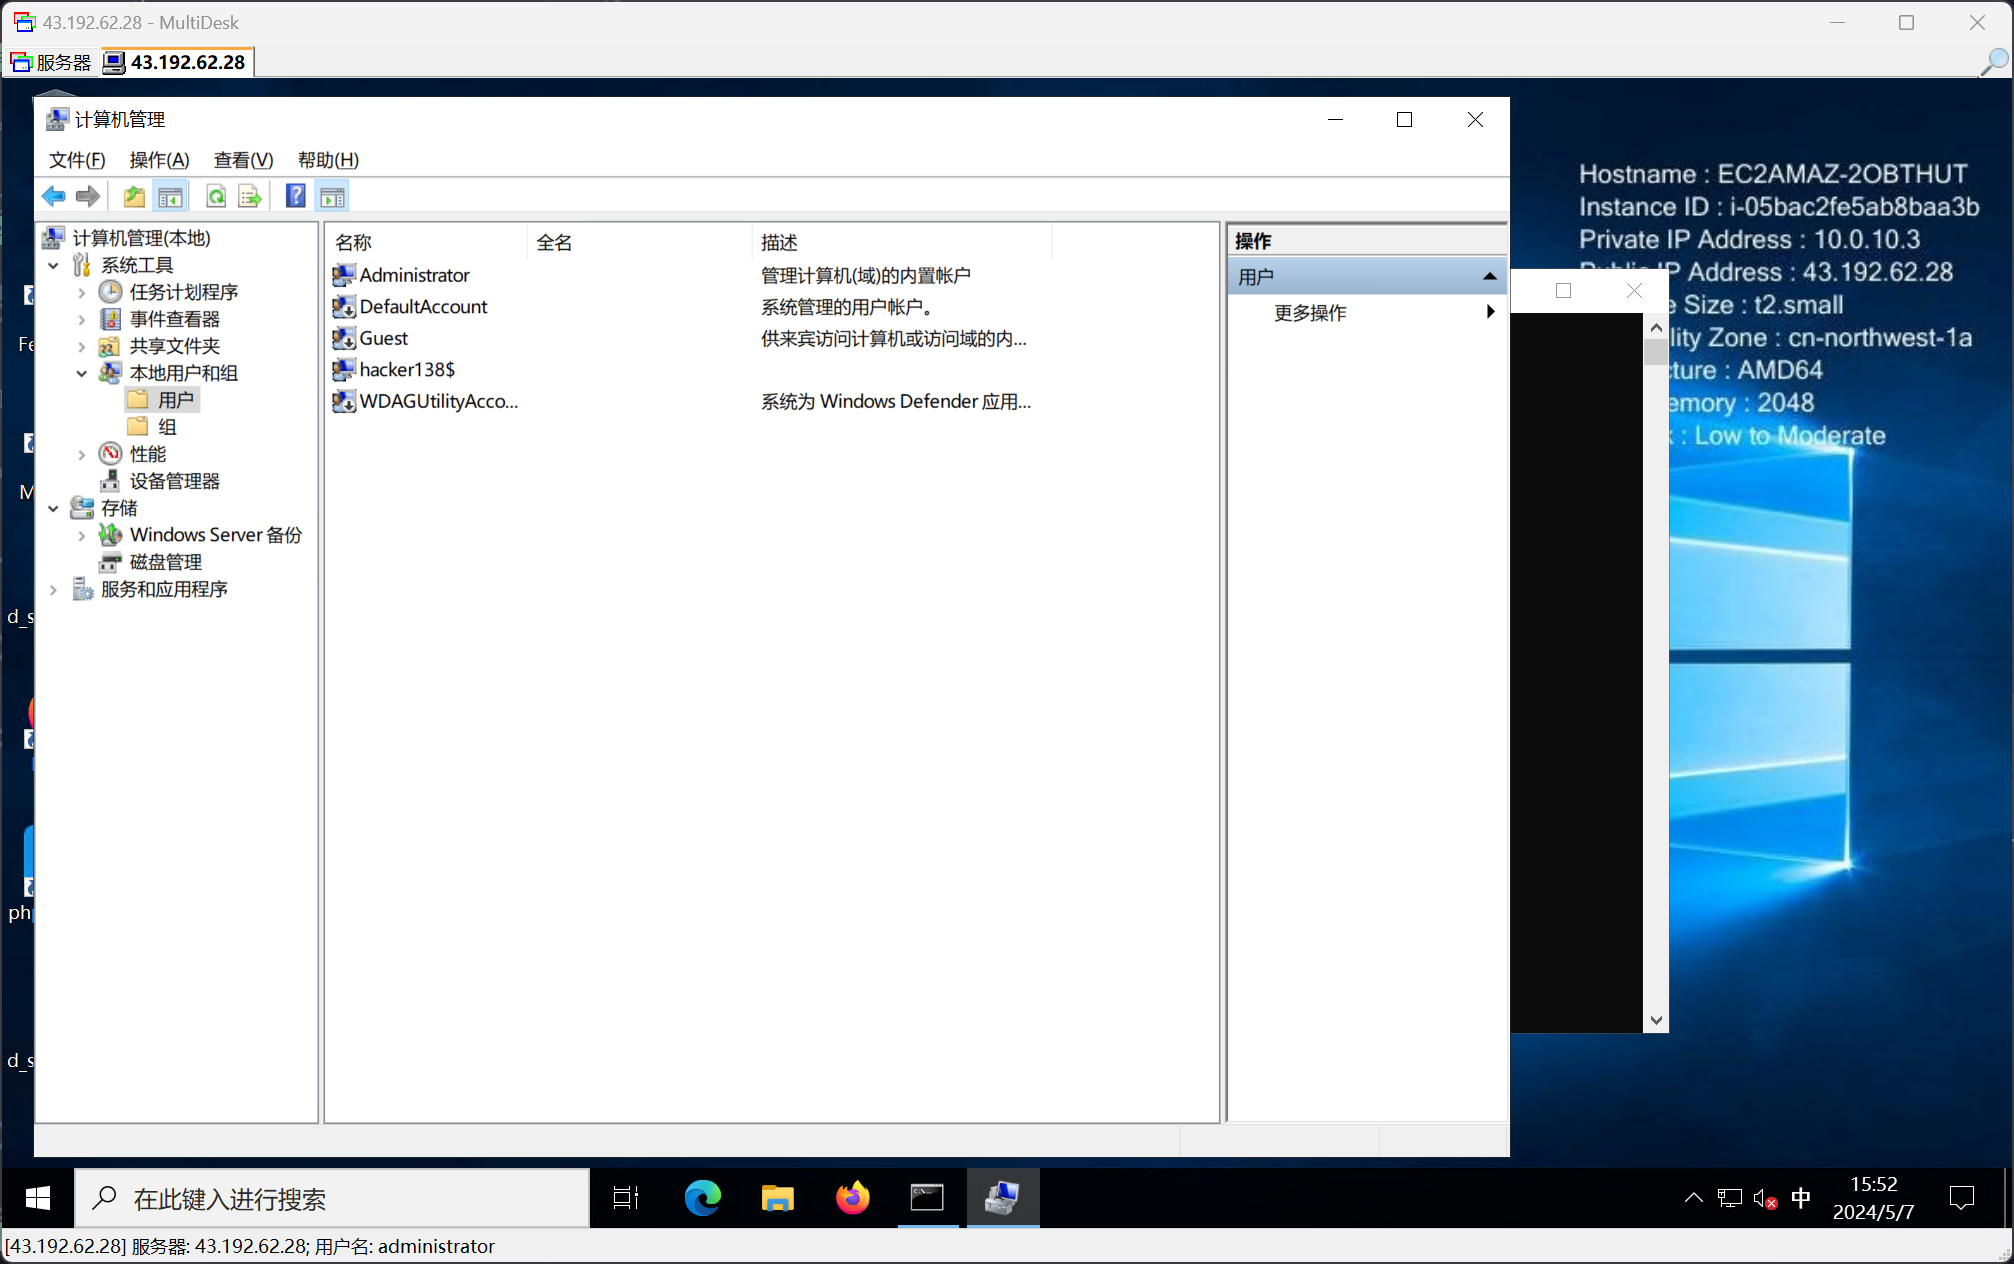 43.192.62.28 - MultiDesk
服务器
43.192.62.28
计算机管理
文件(F) 操作(A) 查看(V) 帮助(H)
计算机管理(本地)
系统工具
任务计划程序
事件查看器
共享文件夹
本地用户和组
用户
组
性能
设备管理器
存储
Windows Server 备份
磁盘管理
服务和应用程序
名称 全名 描述
Administrator 管理计算机(域)的内置帐户
DefaultAccount 系统管理的用户帐户。
Guest 供来宾访问计算机或访问域的内...
hacker138$
WDAGUtilityAcco... 系统为 Windows Defender 应用...
操作
用户
更多操作
Hostname : EC2AMAZ-2OBTHUT
Instance ID : i-05bac2fe5ab8baa3b
Private IP Address : 10.0.10.3
Public IP Address : 43.192.62.28
e Size : t2.small
lity Zone : cn-northwest-1a
cture : AMD64
emory : 2048
: Low to Moderate
Fe
M
d_s
php
d_s
在此键入进行搜索
中
15:52
2024/5/7
[43.192.62.28] 服务器: 43.192.62.28; 用户名: administrator